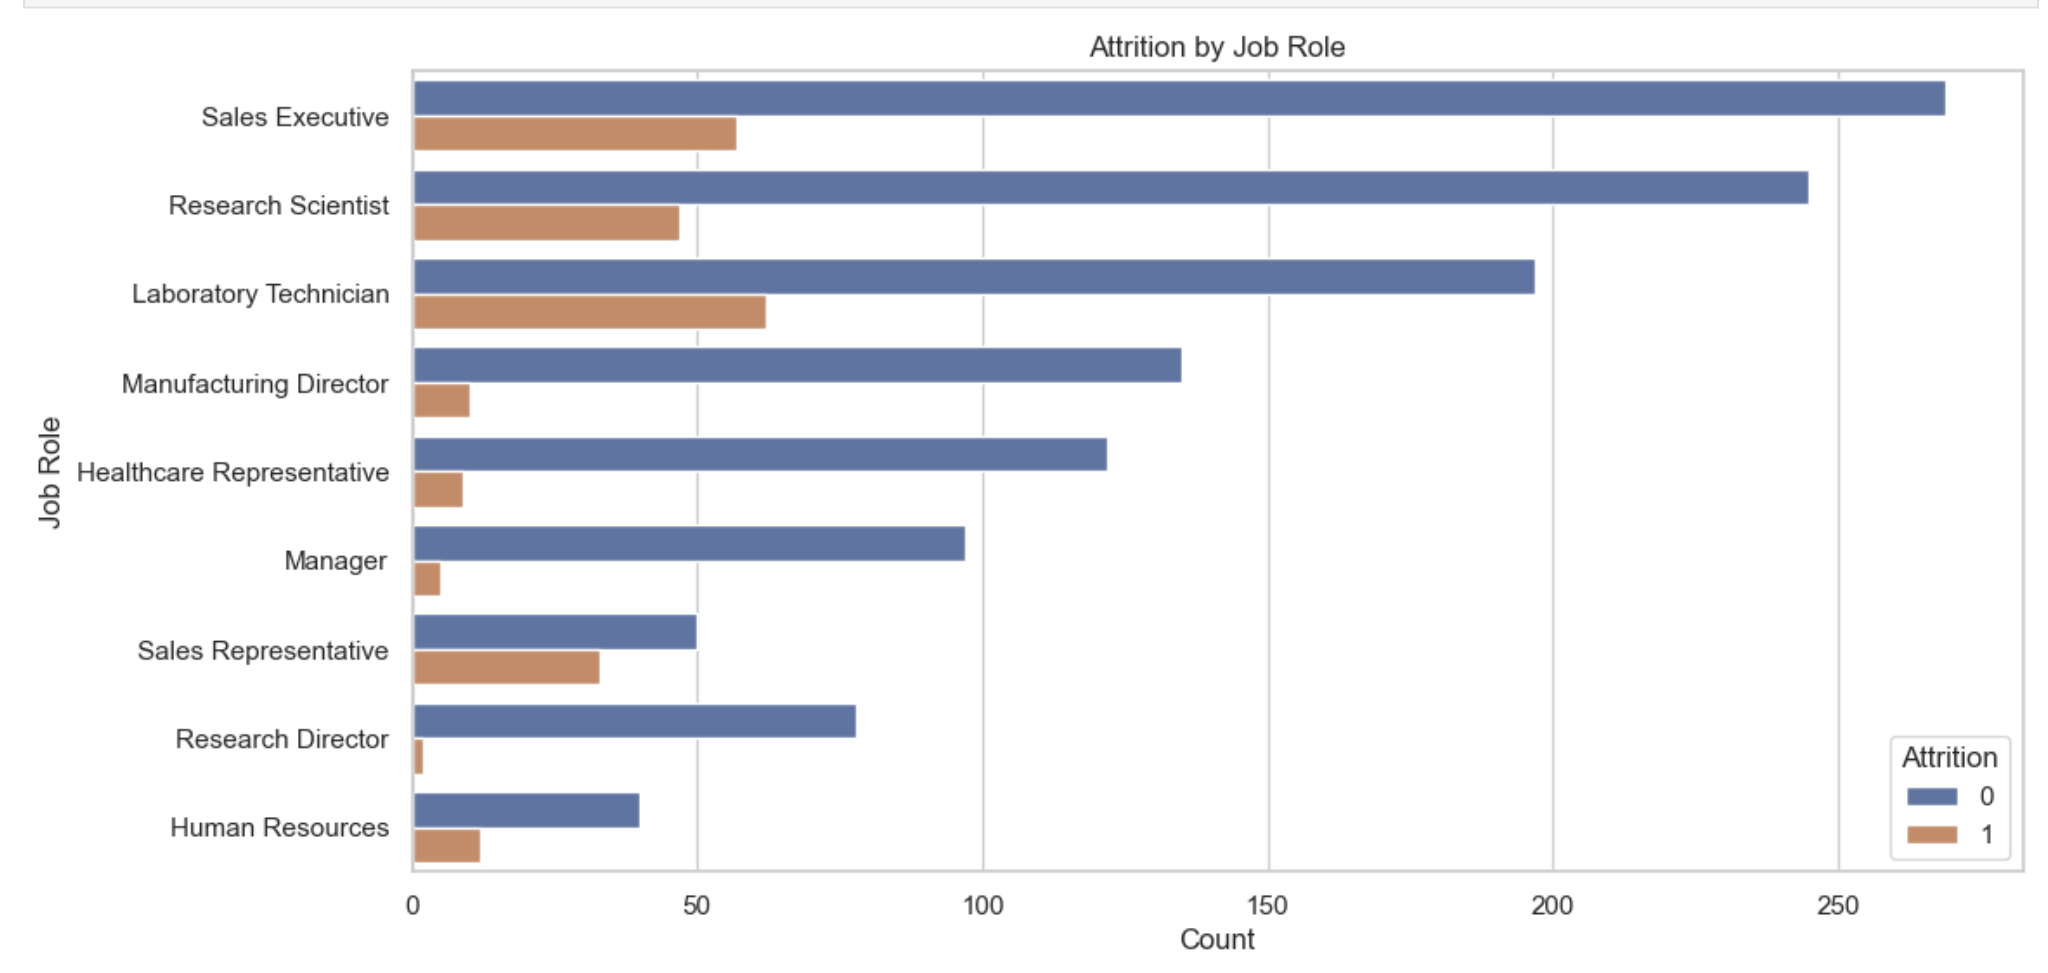 Attrition by Job Role
Sales Executive
Research Scientist
Laboratory Technician
Manufacturing Director
Healthcare Representative
Manager
Sales Representative
Research Director
Human Resources
Job Role
0 50 100 150 200 250
Count
Attrition
0
1